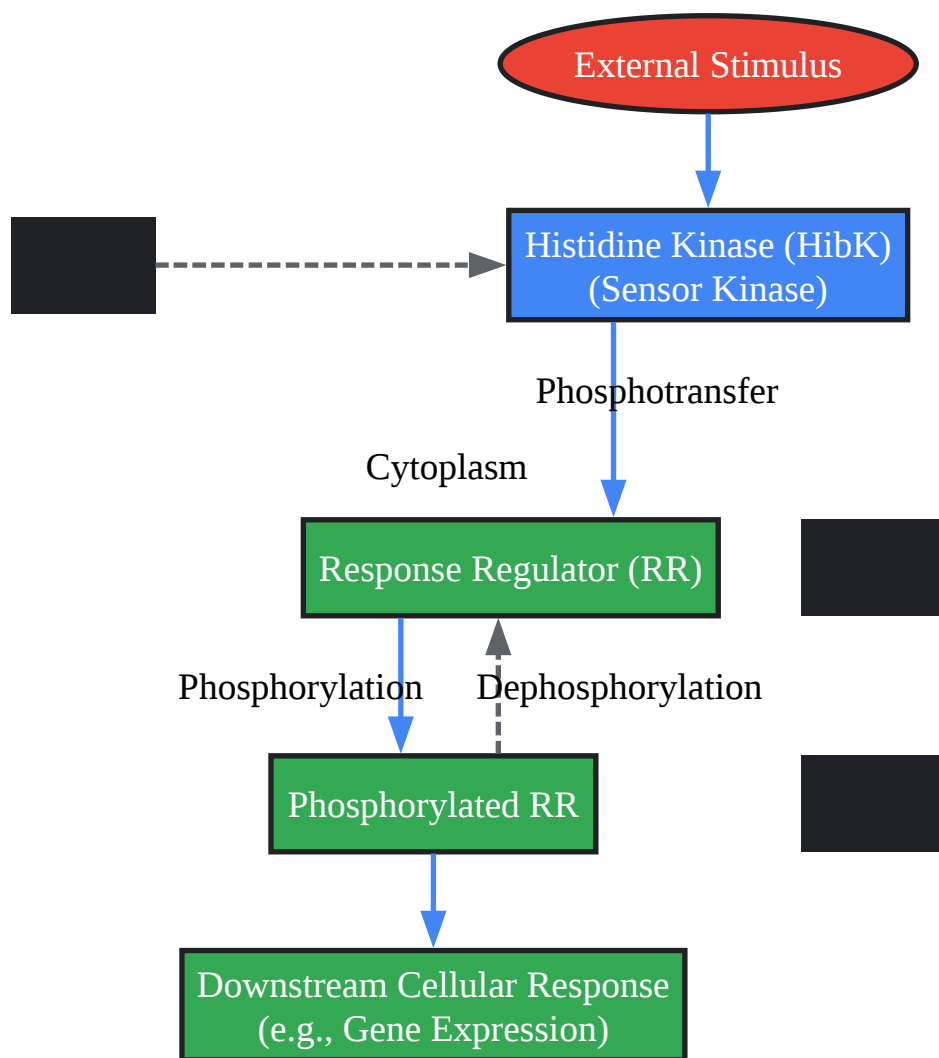 External Stimulus
Histidine Kinase (HibK)
(Sensor Kinase)
Phosphotransfer
Cytoplasm
Response Regulator (RR)
Phosphorylation
Dephosphorylation
Phosphorylated RR
Downstream Cellular Response
(e.g., Gene Expression)